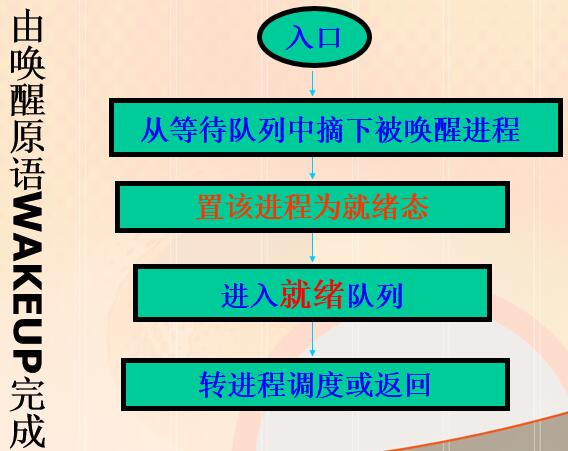 由唤醒原语WAKEUP完成
入口
从等待队列中摘下被唤醒进程
置该进程为就绪态
进入就绪队列
转进程调度或返回